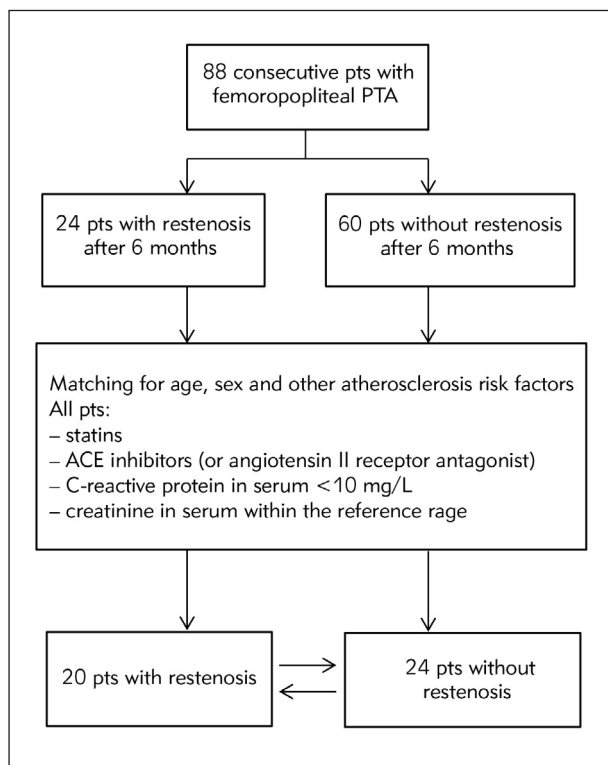 88 consecutive pts with
femoropopliteal PTA
24 pts with restenosis
after 6 months
60 pts without restenosis
after 6 months
Matching for age, sex and other atherosclerosis risk factors
All pts:
– statins
– ACE inhibitors (or angiotensin II receptor antagonist)
– C-reactive protein in serum <10 mg/L
– creatinine in serum within the reference rage
20 pts with restenosis
24 pts without
restenosis